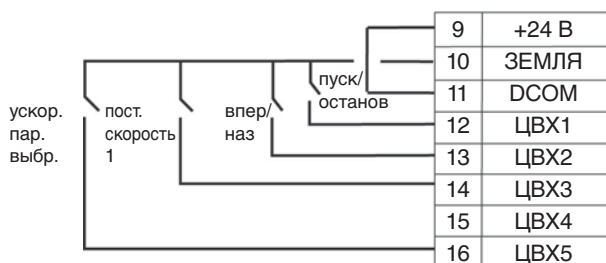 9 +24 В
10 ЗЕМЛЯ
11 DCOM
12 ЦВХ1
13 ЦВХ2
14 ЦВХ3
15 ЦВХ4
16 ЦВХ5
ускор.
пар.
выбр.
пост.
скорость
1
впер/
наз
пуск/
останов